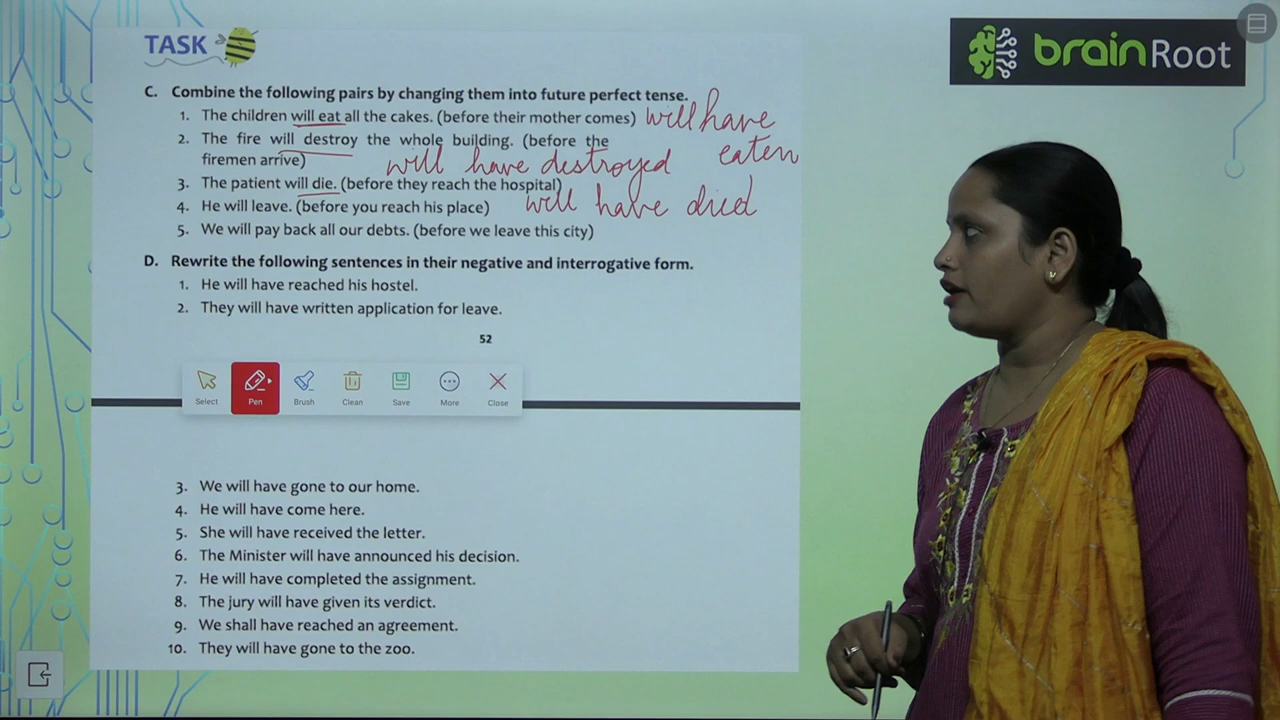 TASK
brainRoot
C. Combine the following pairs by changing them into future perfect tense.
1. The children will eat all the cakes. (before their mother comes) will have
eaten
2. The fire will destroy the whole building. (before the
firemen arrive) will have destroyed
3. The patient will die. (before they reach the hospital)
will have died
4. He will leave. (before you reach his place)
5. We will pay back all our debts. (before we leave this city)
D. Rewrite the following sentences in their negative and interrogative form.
1. He will have reached his hostel.
2. They will have written application for leave.
52
Select Pen Brush Clean Save More Close
3. We will have gone to our home.
4. He will have come here.
5. She will have received the letter.
6. The Minister will have announced his decision.
7. He will have completed the assignment.
8. The jury will have given its verdict.
9. We shall have reached an agreement.
10. They will have gone to the zoo.